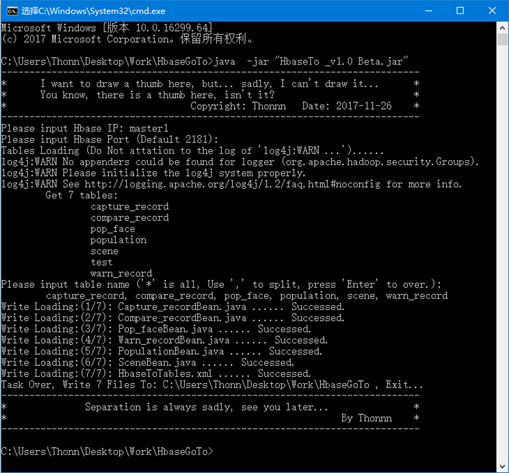 选择C:\Windows\System32\cmd.exe
Microsoft Windows [版本 10.0.16299.64]
(c) 2017 Microsoft Corporation。保留所有权利。
C:\Users\Thonn\Desktop\Work\HbaseGoTo>java  -jar "HbaseTo _v1.0 Beta.jar"
----------------------------------------------------------------------
*     I want to draw a thumb here, but... sadly, I can't draw it...     *
*     You know, there is a thumb here, isn't it?     *
*     Copyright: Thonnn   Date: 2017-11-26     *
----------------------------------------------------------------------
Please input Hbase IP: master1
Please input Hbase Port (Default 2181):
Tables Loading (Do Not attation to the log of 'log4j:WARN ...')......
log4j:WARN No appenders could be found for logger (org.apache.hadoop.security.Groups).
log4j:WARN Please initialize the log4j system properly.
log4j:WARN See http://logging.apache.org/log4j/1.2/faq.html#noconfig for more info.
Get 7 tables:
capture_record
compare_record
pop_face
population
scene
test
warn_record
Please input table name ('*' is all, Use ',' to split, press 'Enter' to over.):
capture_record, compare_record, pop_face, population, scene, warn_record
Write Loading:(1/7): Capture_recordBean.java ...... Successed.
Write Loading:(2/7): Compare_recordBean.java ...... Successed.
Write Loading:(3/7): Pop_faceBean.java ...... Successed.
Write Loading:(4/7): Warn_recordBean.java ...... Successed.
Write Loading:(5/7): PopulationBean.java ...... Successed.
Write Loading:(6/7): SceneBean.java ...... Successed.
Write Loading:(7/7): HbaseToTables.xml ...... Successed.
Task Over, Write 7 Files To: C:\Users\Thonn\Desktop\Work\HbaseGoTo , Exit...
----------------------------------------------------------------------
*     Separation is always sadly, see you later...     *
*     By Thonnn     *
----------------------------------------------------------------------
C:\Users\Thonn\Desktop\Work\HbaseGoTo>